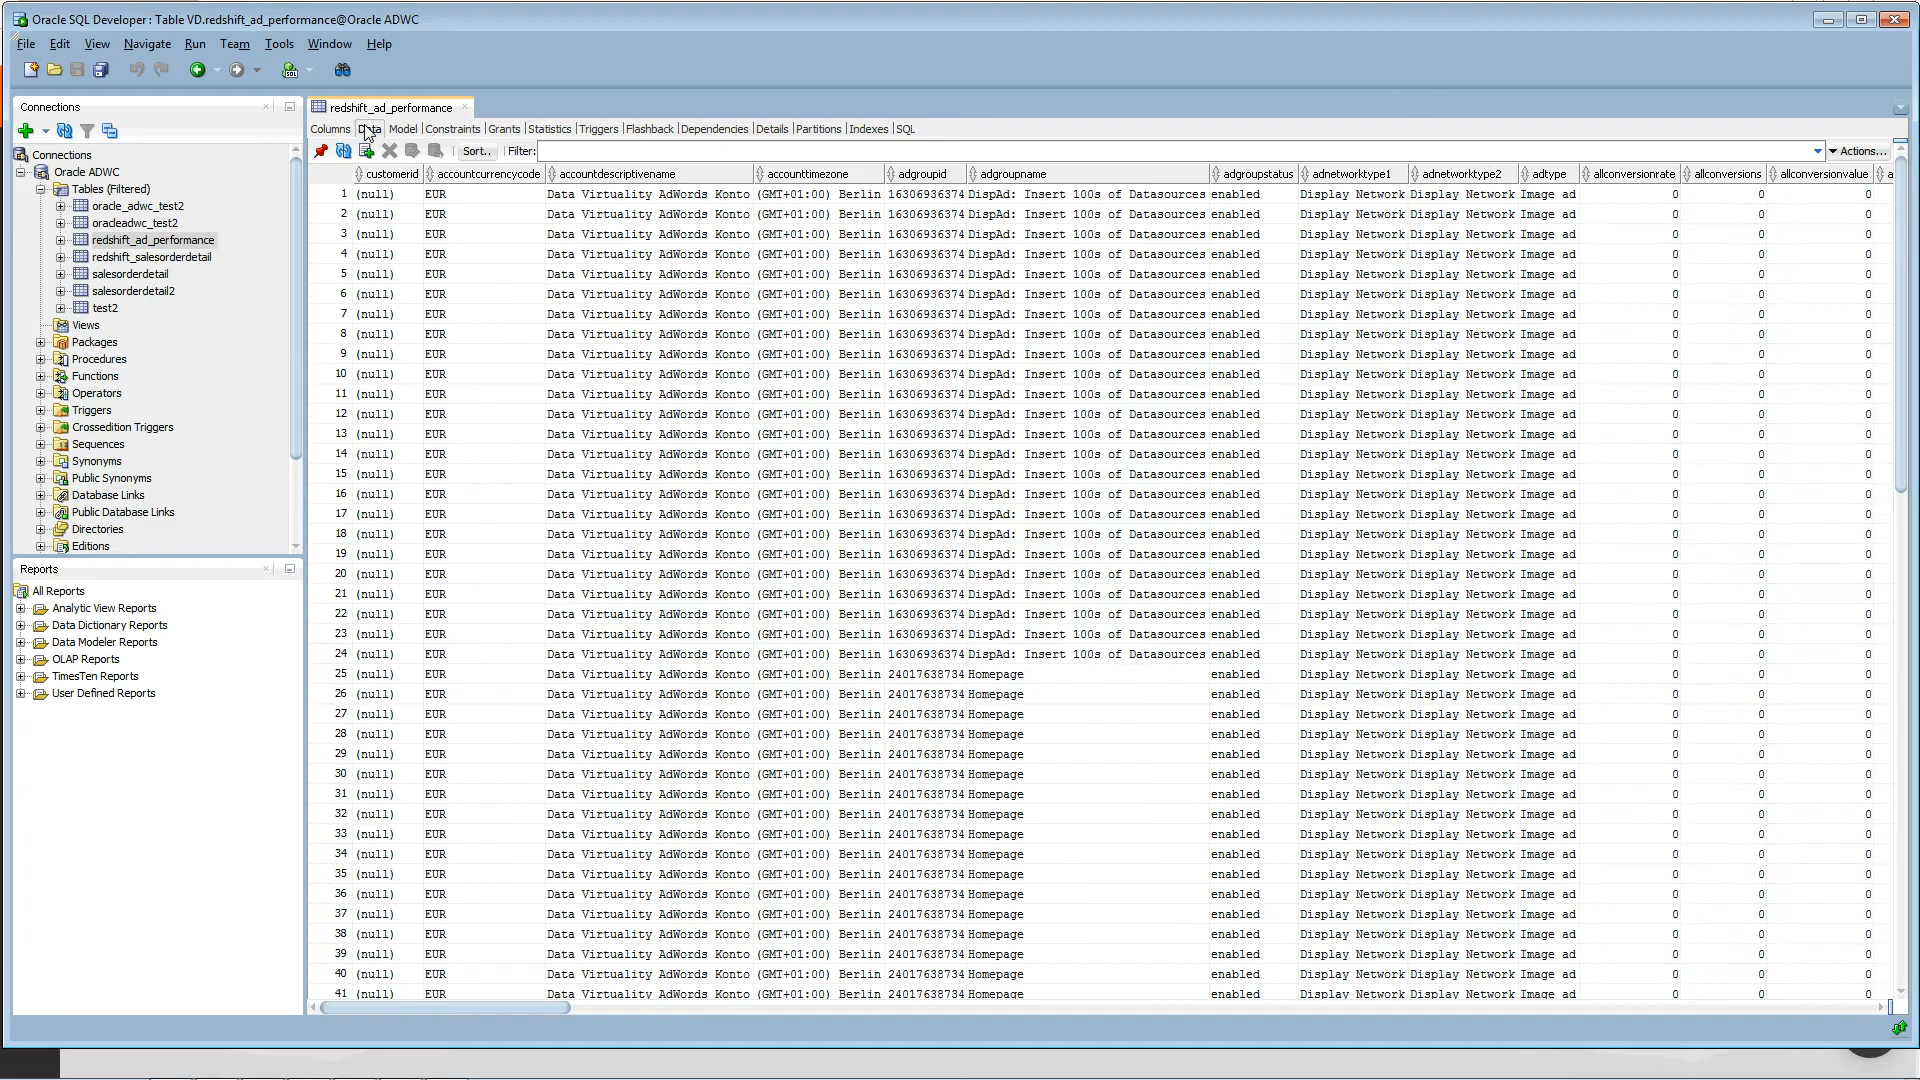 Oracle SQL Developer : Table VD.redshift_ad_performance@Oracle ADWC
File Edit View Navigate Run Team Tools Window Help
Connections
Connections
Oracle ADWC
Tables (Filtered)
oracle_adwc_test2
oracleadwc_test2
redshift_ad_performance
redshift_salesorderdetail
salesorderdetail
salesorderdetail2
test2
Views
Packages
Procedures
Functions
Operators
Triggers
Crossedition Triggers
Sequences
Synonyms
Public Synonyms
Database Links
Public Database Links
Directories
Editions
Reports
All Reports
Analytic View Reports
Data Dictionary Reports
Data Modeler Reports
OLAP Reports
TimesTen Reports
User Defined Reports
redshift_ad_performance
Columns Data Model Constraints Grants Statistics Triggers Flashback Dependencies Details Partitions Indexes SQL
Sort.. Filter: Actions...
customerid accountcurrencycode accountdescriptivename accounttimezone adgroupid adgroupname adgroupstatus adnetworktype1 adnetworktype2 adtype allconversionrate allconversions allconversionvalue a
1 (null) EUR Data Virtuality AdWords Konto (GMT+01:00) Berlin 16306936374 DispAd: Insert 100s of Datasources enabled Display Network Display Network Image ad 0 0 0
2 (null) EUR Data Virtuality AdWords Konto (GMT+01:00) Berlin 16306936374 DispAd: Insert 100s of Datasources enabled Display Network Display Network Image ad 0 0 0
3 (null) EUR Data Virtuality AdWords Konto (GMT+01:00) Berlin 16306936374 DispAd: Insert 100s of Datasources enabled Display Network Display Network Image ad 0 0 0
4 (null) EUR Data Virtuality AdWords Konto (GMT+01:00) Berlin 16306936374 DispAd: Insert 100s of Datasources enabled Display Network Display Network Image ad 0 0 0
5 (null) EUR Data Virtuality AdWords Konto (GMT+01:00) Berlin 16306936374 DispAd: Insert 100s of Datasources enabled Display Network Display Network Image ad 0 0 0
6 (null) EUR Data Virtuality AdWords Konto (GMT+01:00) Berlin 16306936374 DispAd: Insert 100s of Datasources enabled Display Network Display Network Image ad 0 0 0
7 (null) EUR Data Virtuality AdWords Konto (GMT+01:00) Berlin 16306936374 DispAd: Insert 100s of Datasources enabled Display Network Display Network Image ad 0 0 0
8 (null) EUR Data Virtuality AdWords Konto (GMT+01:00) Berlin 16306936374 DispAd: Insert 100s of Datasources enabled Display Network Display Network Image ad 0 0 0
9 (null) EUR Data Virtuality AdWords Konto (GMT+01:00) Berlin 16306936374 DispAd: Insert 100s of Datasources enabled Display Network Display Network Image ad 0 0 0
10 (null) EUR Data Virtuality AdWords Konto (GMT+01:00) Berlin 16306936374 DispAd: Insert 100s of Datasources enabled Display Network Display Network Image ad 0 0 0
11 (null) EUR Data Virtuality AdWords Konto (GMT+01:00) Berlin 16306936374 DispAd: Insert 100s of Datasources enabled Display Network Display Network Image ad 0 0 0
12 (null) EUR Data Virtuality AdWords Konto (GMT+01:00) Berlin 16306936374 DispAd: Insert 100s of Datasources enabled Display Network Display Network Image ad 0 0 0
13 (null) EUR Data Virtuality AdWords Konto (GMT+01:00) Berlin 16306936374 DispAd: Insert 100s of Datasources enabled Display Network Display Network Image ad 0 0 0
14 (null) EUR Data Virtuality AdWords Konto (GMT+01:00) Berlin 16306936374 DispAd: Insert 100s of Datasources enabled Display Network Display Network Image ad 0 0 0
15 (null) EUR Data Virtuality AdWords Konto (GMT+01:00) Berlin 16306936374 DispAd: Insert 100s of Datasources enabled Display Network Display Network Image ad 0 0 0
16 (null) EUR Data Virtuality AdWords Konto (GMT+01:00) Berlin 16306936374 DispAd: Insert 100s of Datasources enabled Display Network Display Network Image ad 0 0 0
17 (null) EUR Data Virtuality AdWords Konto (GMT+01:00) Berlin 16306936374 DispAd: Insert 100s of Datasources enabled Display Network Display Network Image ad 0 0 0
18 (null) EUR Data Virtuality AdWords Konto (GMT+01:00) Berlin 16306936374 DispAd: Insert 100s of Datasources enabled Display Network Display Network Image ad 0 0 0
19 (null) EUR Data Virtuality AdWords Konto (GMT+01:00) Berlin 16306936374 DispAd: Insert 100s of Datasources enabled Display Network Display Network Image ad 0 0 0
20 (null) EUR Data Virtuality AdWords Konto (GMT+01:00) Berlin 16306936374 DispAd: Insert 100s of Datasources enabled Display Network Display Network Image ad 0 0 0
21 (null) EUR Data Virtuality AdWords Konto (GMT+01:00) Berlin 16306936374 DispAd: Insert 100s of Datasources enabled Display Network Display Network Image ad 0 0 0
22 (null) EUR Data Virtuality AdWords Konto (GMT+01:00) Berlin 16306936374 DispAd: Insert 100s of Datasources enabled Display Network Display Network Image ad 0 0 0
23 (null) EUR Data Virtuality AdWords Konto (GMT+01:00) Berlin 16306936374 DispAd: Insert 100s of Datasources enabled Display Network Display Network Image ad 0 0 0
24 (null) EUR Data Virtuality AdWords Konto (GMT+01:00) Berlin 16306936374 DispAd: Insert 100s of Datasources enabled Display Network Display Network Image ad 0 0 0
25 (null) EUR Data Virtuality AdWords Konto (GMT+01:00) Berlin 24017638734 Homepage enabled Display Network Display Network Image ad 0 0 0
26 (null) EUR Data Virtuality AdWords Konto (GMT+01:00) Berlin 24017638734 Homepage enabled Display Network Display Network Image ad 0 0 0
27 (null) EUR Data Virtuality AdWords Konto (GMT+01:00) Berlin 24017638734 Homepage enabled Display Network Display Network Image ad 0 0 0
28 (null) EUR Data Virtuality AdWords Konto (GMT+01:00) Berlin 24017638734 Homepage enabled Display Network Display Network Image ad 0 0 0
29 (null) EUR Data Virtuality AdWords Konto (GMT+01:00) Berlin 24017638734 Homepage enabled Display Network Display Network Image ad 0 0 0
30 (null) EUR Data Virtuality AdWords Konto (GMT+01:00) Berlin 24017638734 Homepage enabled Display Network Display Network Image ad 0 0 0
31 (null) EUR Data Virtuality AdWords Konto (GMT+01:00) Berlin 24017638734 Homepage enabled Display Network Display Network Image ad 0 0 0
32 (null) EUR Data Virtuality AdWords Konto (GMT+01:00) Berlin 24017638734 Homepage enabled Display Network Display Network Image ad 0 0 0
33 (null) EUR Data Virtuality AdWords Konto (GMT+01:00) Berlin 24017638734 Homepage enabled Display Network Display Network Image ad 0 0 0
34 (null) EUR Data Virtuality AdWords Konto (GMT+01:00) Berlin 24017638734 Homepage enabled Display Network Display Network Image ad 0 0 0
35 (null) EUR Data Virtuality AdWords Konto (GMT+01:00) Berlin 24017638734 Homepage enabled Display Network Display Network Image ad 0 0 0
36 (null) EUR Data Virtuality AdWords Konto (GMT+01:00) Berlin 24017638734 Homepage enabled Display Network Display Network Image ad 0 0 0
37 (null) EUR Data Virtuality AdWords Konto (GMT+01:00) Berlin 24017638734 Homepage enabled Display Network Display Network Image ad 0 0 0
38 (null) EUR Data Virtuality AdWords Konto (GMT+01:00) Berlin 24017638734 Homepage enabled Display Network Display Network Image ad 0 0 0
39 (null) EUR Data Virtuality AdWords Konto (GMT+01:00) Berlin 24017638734 Homepage enabled Display Network Display Network Image ad 0 0 0
40 (null) EUR Data Virtuality AdWords Konto (GMT+01:00) Berlin 24017638734 Homepage enabled Display Network Display Network Image ad 0 0 0
41 (null) EUR Data Virtuality AdWords Konto (GMT+01:00) Berlin 24017638734 Homepage enabled Display Network Display Network Image ad 0 0 0